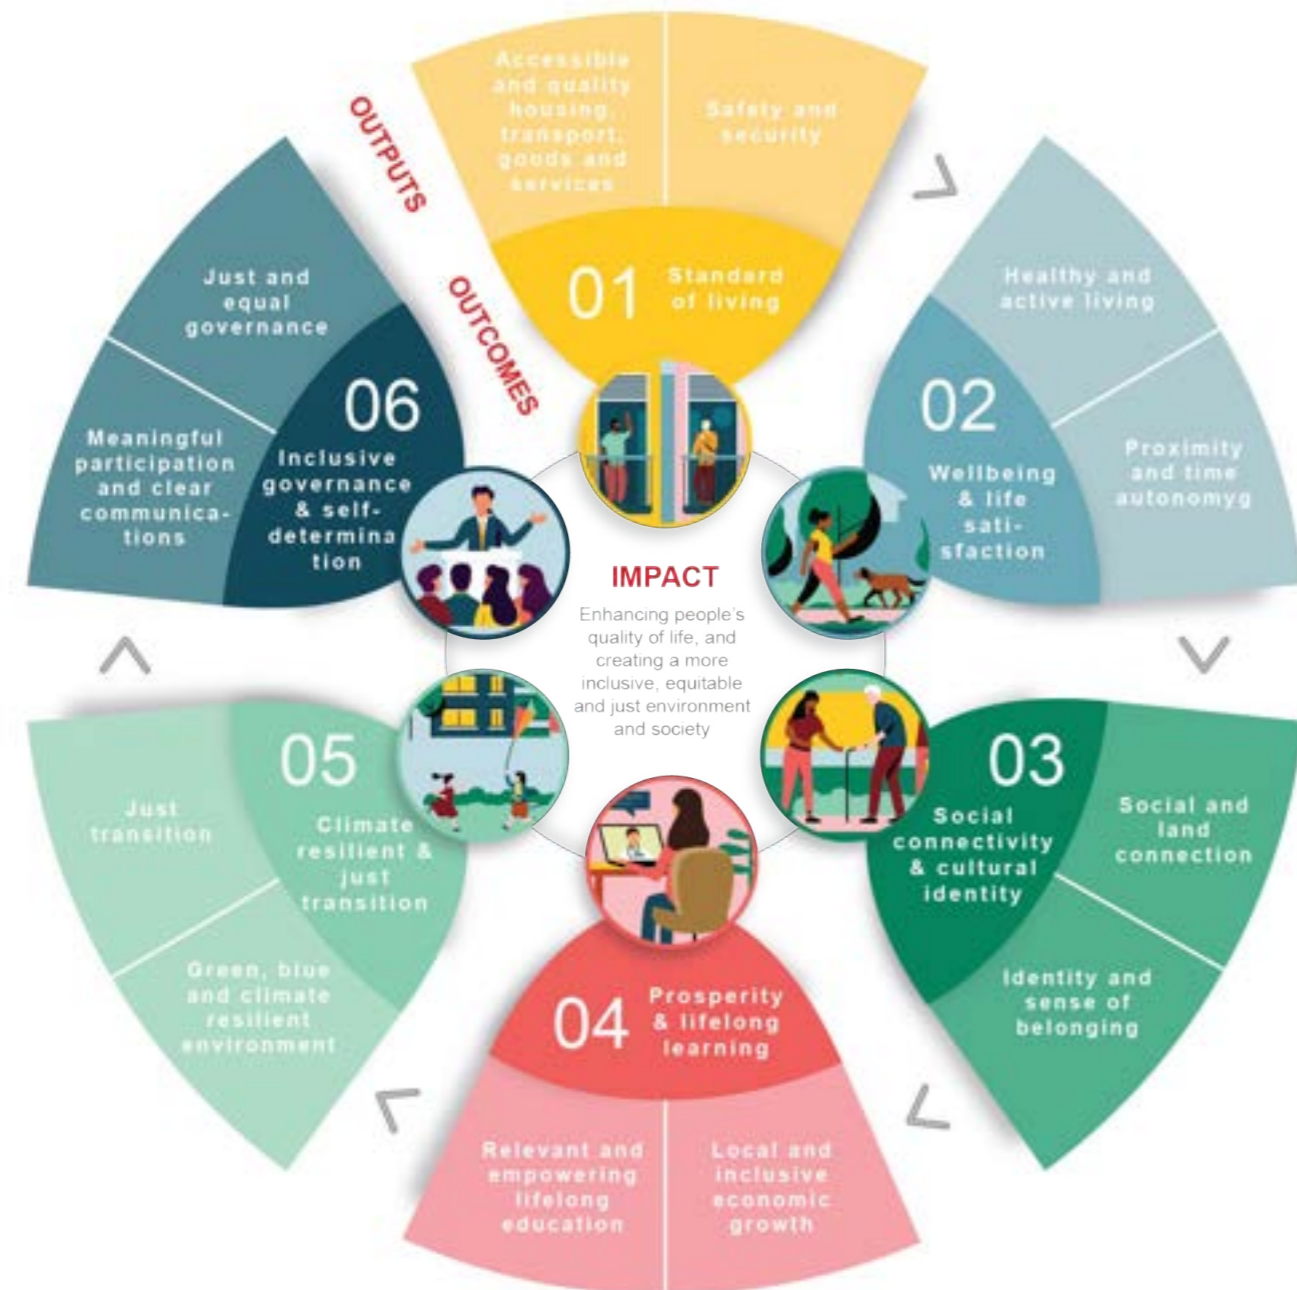 OUTPUTS
OUTCOMES
Accessible
and quality
housing,
transport,
goods and
services
Safety and
security
01
Standard
of living
Healthy and
active living
Proximity
and time
autonomyg
02
Wellbeing
& life
sati-
sfaction
03
Social
connectivity
& cultural
identity
Social and
land
connection
Identity and
sense of
belonging
04
Prosperity
& lifelong
learning
Relevant and
empowering
lifelong
education
Local and
inclusive
economic
growth
05
Climate
resilient &
just
transition
Just
transition
Green, blue
and climate
resilient
environment
06
Inclusive
governance
& self-
determina
tion
Just and
equal
governance
Meaningful
participation
and clear
communica-
tions
IMPACT
Enhancing people's
quality of life, and
creating a more
inclusive, equitable
and just environment
and society